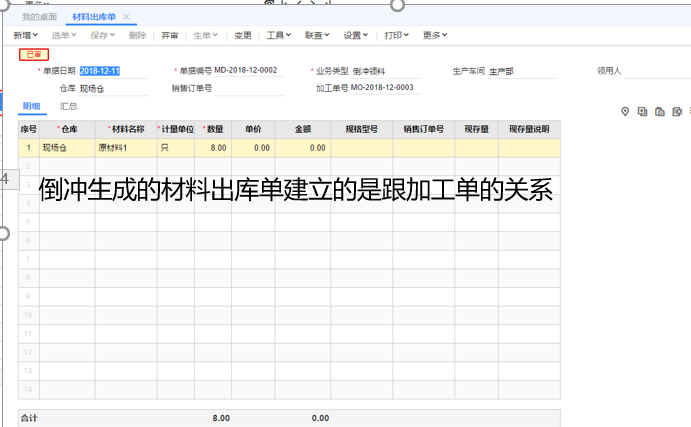 我的桌面 材料出库单
新增 选单 保存 删除 弃审 生单 变更 工具 联查 设置 打印 更多
已审
*单据日期 2018-12-11 *单据编号 MD-2018-12-0002 *业务类型 倒冲领料 生产车间 生产部 领用人
仓库 现场仓 销售订单号 加工单号 MO-2018-12-0003
明细 汇总
序号 *仓库 *材料名称 *计量单位 *数量 单价 金额 规格型号 销售订单号 现存量 现存量说明
1 现场仓 原材料1 只 8.00 0.00 0.00
2
3
4
倒冲生成的材料出库单建立的是跟加工单的关系
4
5
6
7
8
9
10
11
12
13
14
合计 8.00 0.00